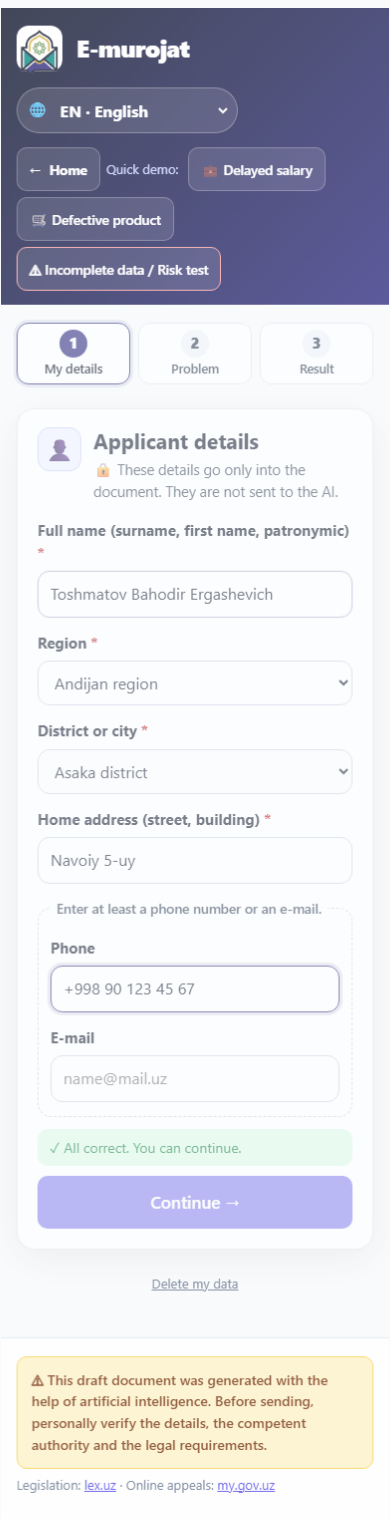 E-murojat
EN · English
← Home
Quick demo:
Delayed salary
Defective product
⚠ Incomplete data / Risk test
1
My details
2
Problem
3
Result
Applicant details
🔒 These details go only into the
document. They are not sent to the AI.
Full name (surname, first name, patronymic)
*
Toshmatov Bahodir Ergashevich
Region *
Andijan region
District or city *
Asaka district
Home address (street, building) *
Navoiy 5-uy
Enter at least a phone number or an e-mail.
Phone
+998 90 123 45 67
E-mail
name@mail.uz
✓ All correct. You can continue.
Continue →
Delete my data
⚠ This draft document was generated with the
help of artificial intelligence. Before sending,
personally verify the details, the competent
authority and the legal requirements.
Legislation: lex.uz · Online appeals: my.gov.uz